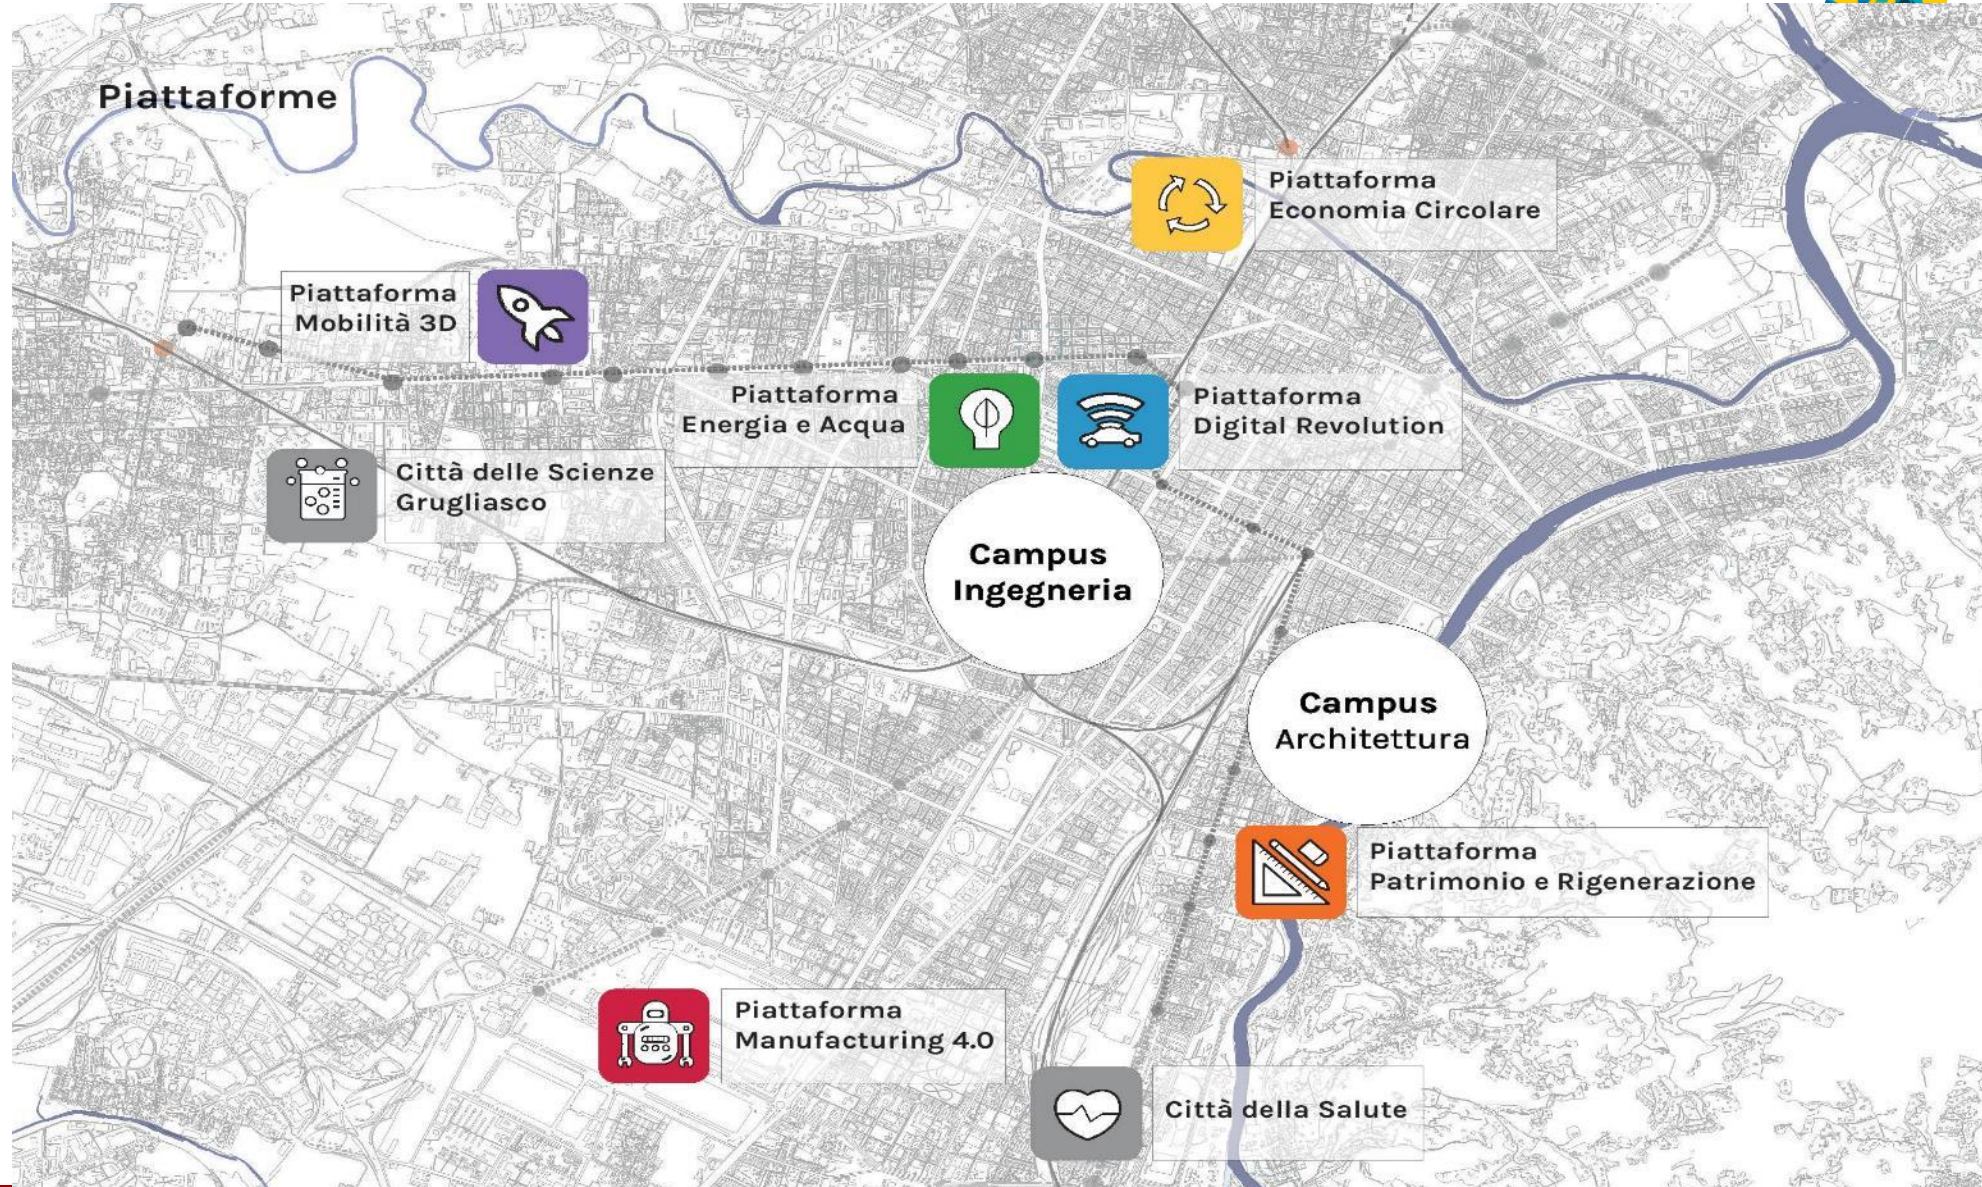 Piattaforme
Piattaforma
Economia Circolare
Piattaforma
Mobilità 3D
Piattaforma
Energia e Acqua
Piattaforma
Digital Revolution
Città delle Scienze
Grugliasco
Campus
Ingegneria
Campus
Architettura
Piattaforma
Patrimonio e Rigenerazione
Piattaforma
Manufacturing 4.0
Città della Salute